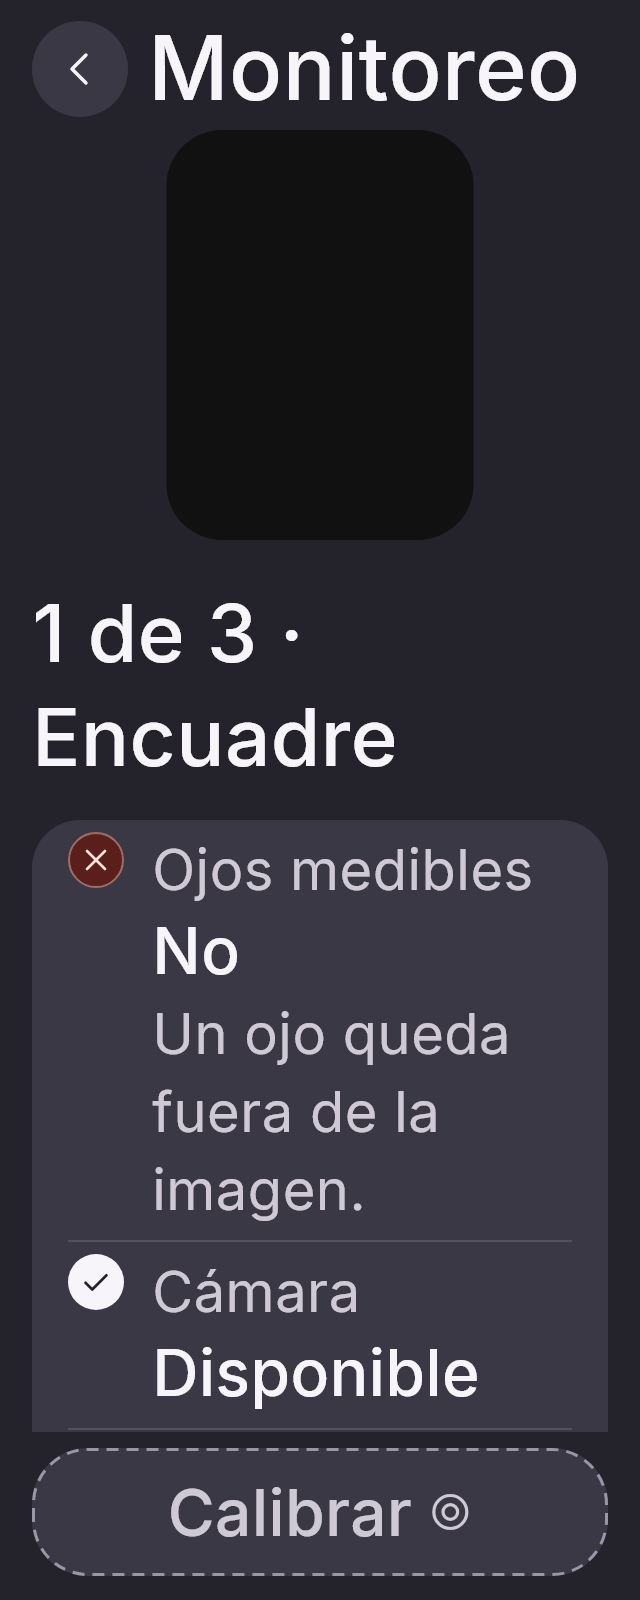 Monitoreo
1 de 3 ·
Encuadre
Ojos medibles
No
Un ojo queda
fuera de la
imagen.
Cámara
Disponible
Calibrar